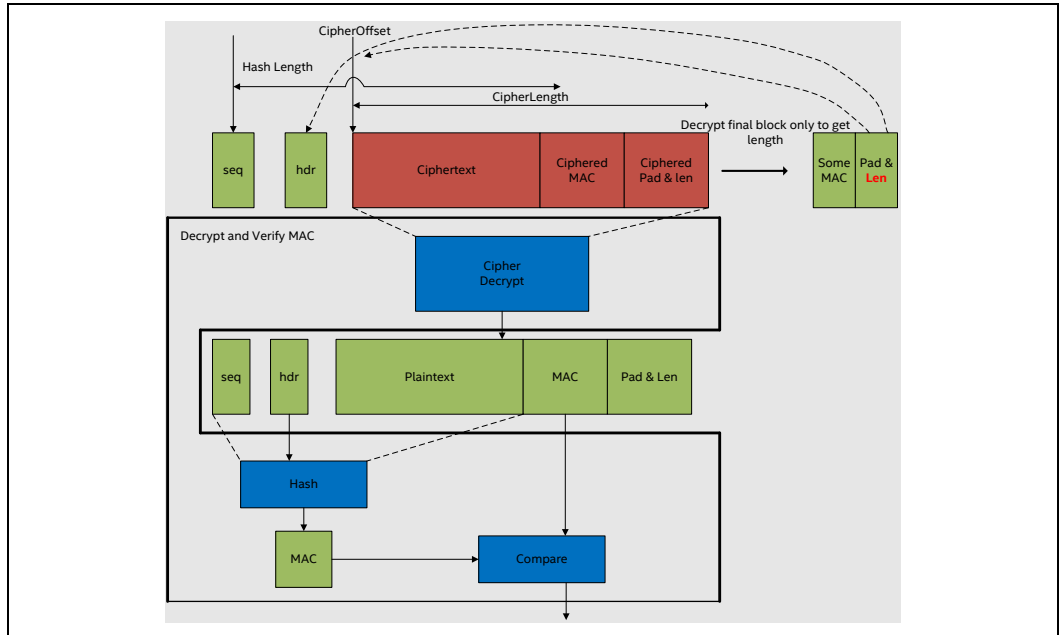 CipherOffset
Hash Length
CipherLength
Decrypt final block only to get
length
seq
hdr
Ciphertext
Ciphered
MAC
Ciphered
Pad & len
Some
MAC
Pad &
Len
Decrypt and Verify MAC
Cipher
Decrypt
seq
hdr
Plaintext
MAC
Pad & Len
Hash
MAC
Compare